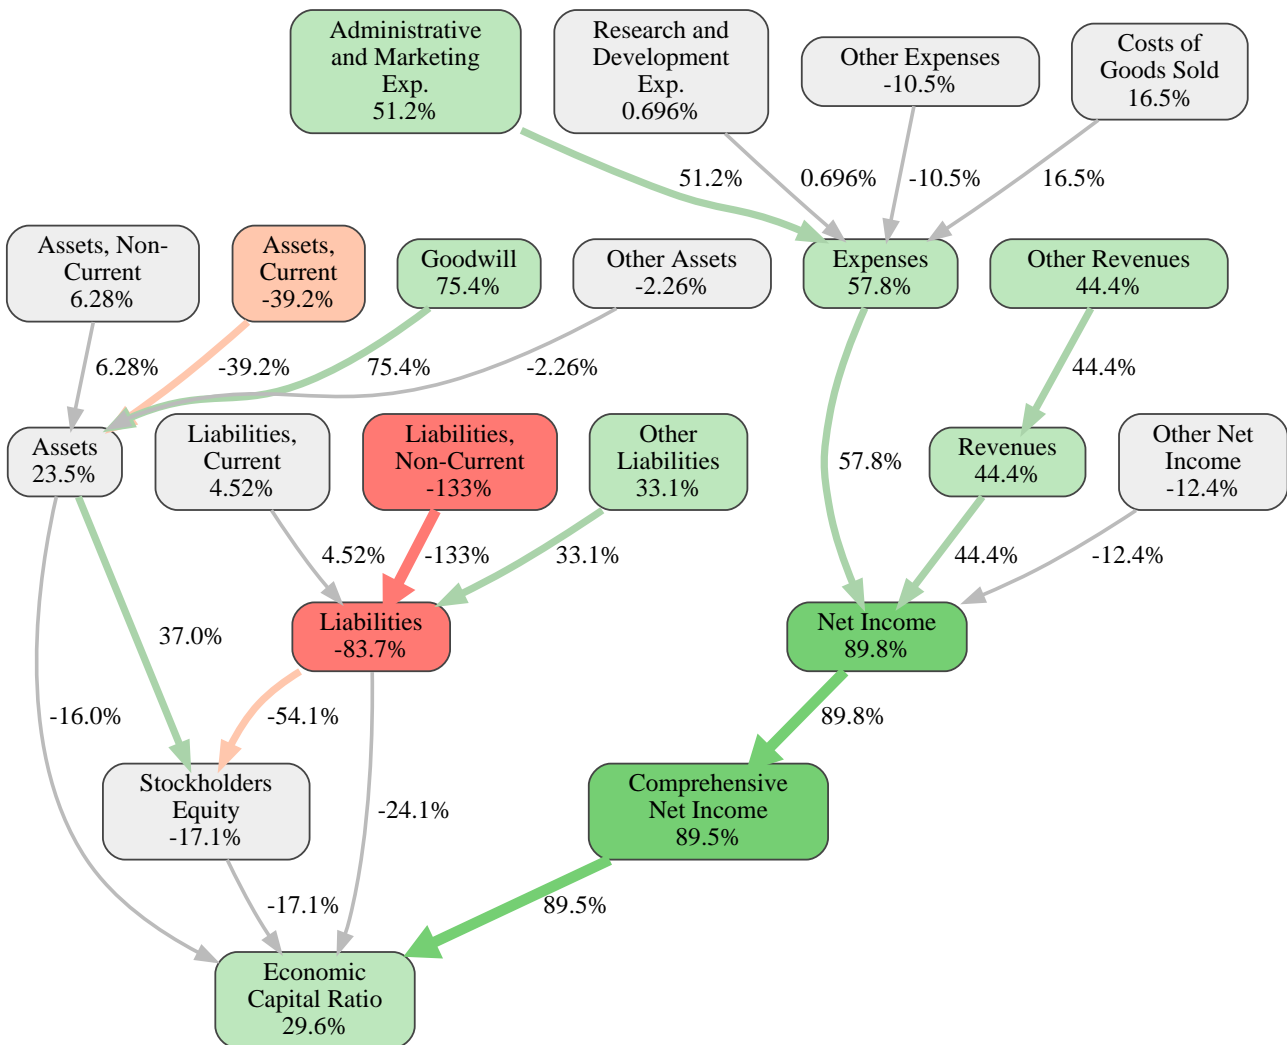 Administrative
and Marketing
Exp.
51.2%
Research and
Development
Exp.
0.696%
Other Expenses
-10.5%
Costs of
Goods Sold
16.5%
51.2%
0.696%
-10.5%
16.5%
Assets, Non-
Current
6.28%
Assets,
Current
-39.2%
Goodwill
75.4%
Other Assets
-2.26%
Expenses
57.8%
Other Revenues
44.4%
6.28%
-39.2%
75.4%
-2.26%
44.4%
Assets
23.5%
Liabilities,
Current
4.52%
Liabilities,
Non-Current
-133%
Other
Liabilities
33.1%
57.8%
Revenues
44.4%
Other Net
Income
-12.4%
4.52%
-133%
33.1%
44.4%
-12.4%
37.0%
Liabilities
-83.7%
Net Income
89.8%
-16.0%
-54.1%
89.8%
Stockholders
Equity
-17.1%
-24.1%
Comprehensive
Net Income
89.5%
-17.1%
89.5%
Economic
Capital Ratio
29.6%